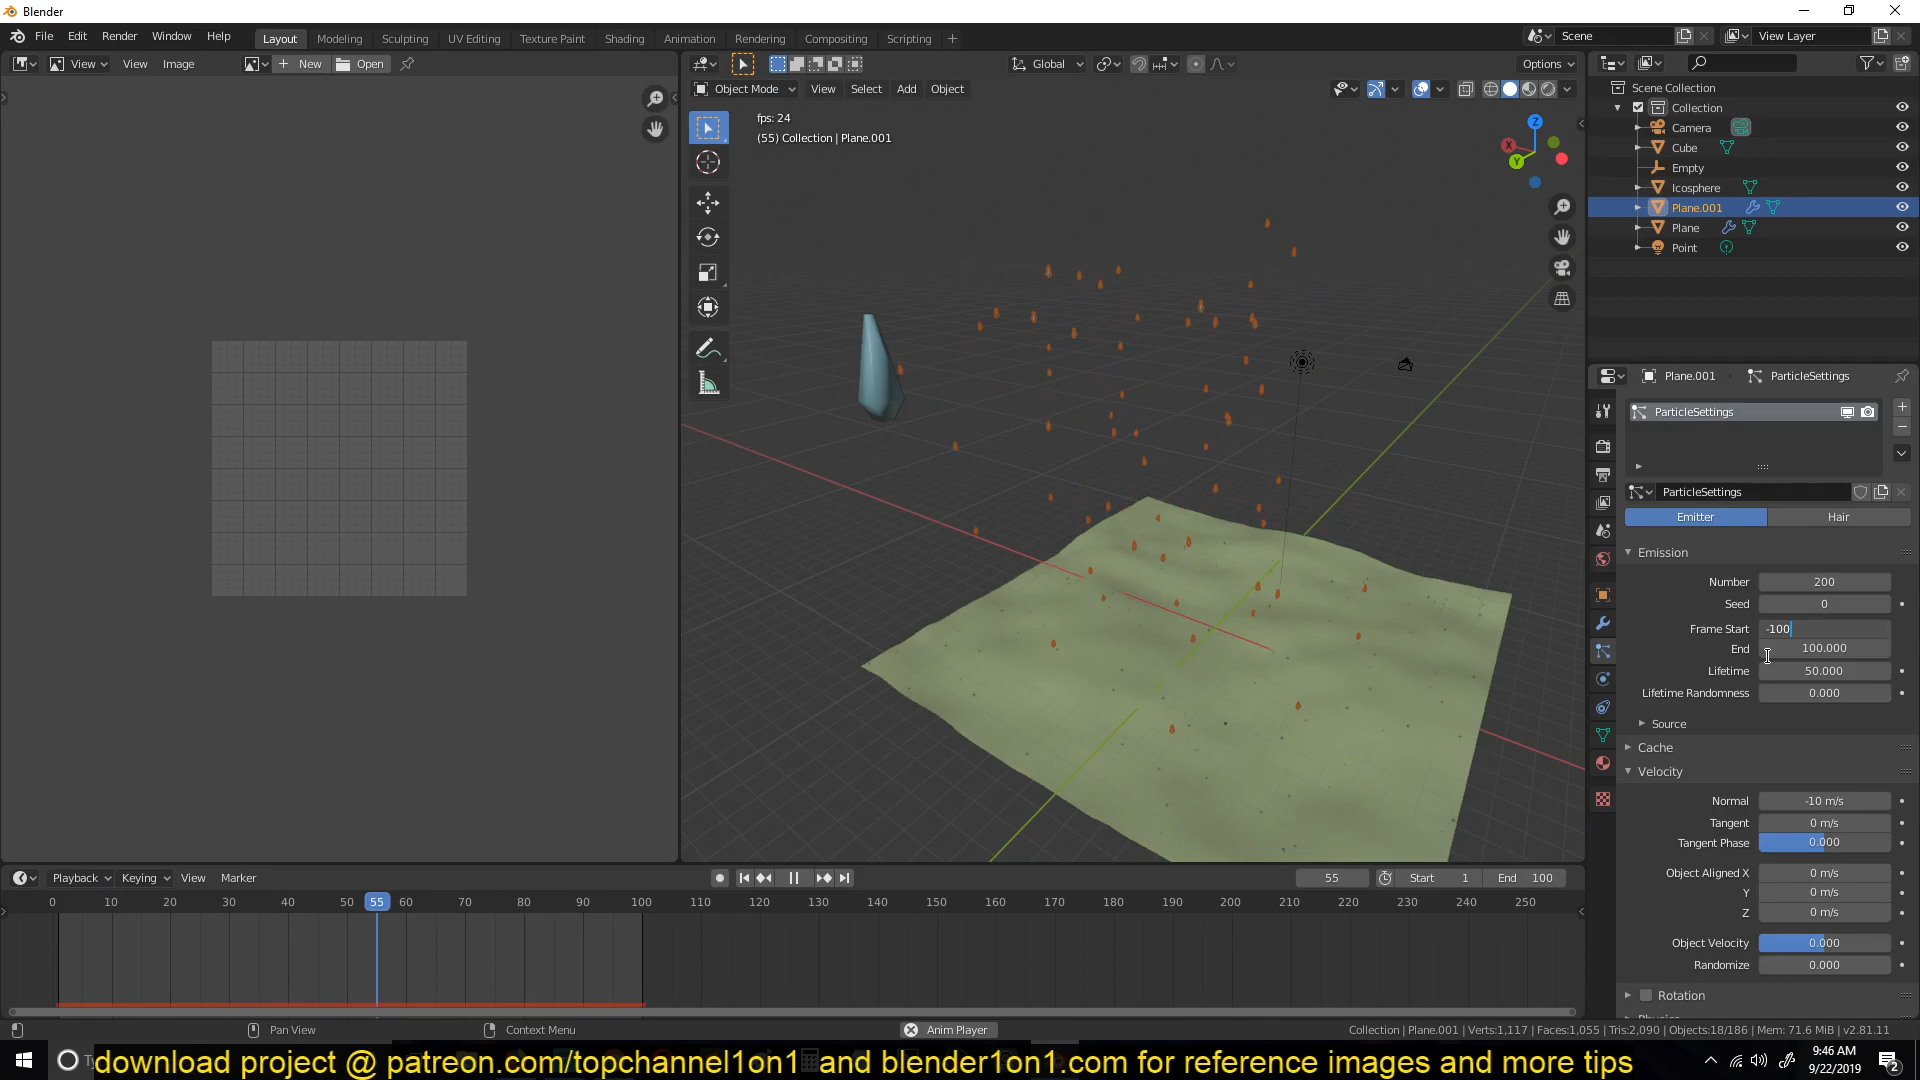 Blender
File Edit Render Window Help
Layout Modeling Sculpting UV Editing Texture Paint Shading Animation Rendering Compositing Scripting +
Scene
View Layer
View View Image New Open
Global
Options
Object Mode View Select Add Object
fps: 24
(55) Collection | Plane.001
Z
X
Y
Scene Collection
Collection
Camera
Cube
Empty
Icosphere
Plane.001
Plane
Point
Plane.001 ParticleSettings
ParticleSettings
ParticleSettings
Emitter Hair
Emission
Number 200
Seed 0
Frame Start -100
End 100.000
Lifetime 50.000
Lifetime Randomness 0.000
Source
Cache
Velocity
Normal -10 m/s
Tangent 0 m/s
Tangent Phase 0.000
Object Aligned X 0 m/s
Y 0 m/s
Z 0 m/s
Object Velocity 0.000
Randomize 0.000
Rotation
Playback Keying View Marker
55 Start 1 End 100
0 10 20 30 40 50 55 60 70 80 90 100 110 120 130 140 150 160 170 180 190 200 210 220 230 240 250
Pan View Context Menu Anim Player
Collection | Plane.001 | Verts:1,117 | Faces:1,055 | Tris:2,090 | Objects:18/186 | Mem: 71.6 MiB | v2.81.11
download project @ patreon.com/topchannel1on1 and blender1on1.com for reference images and more tips
9:46 AM
9/22/2019
2